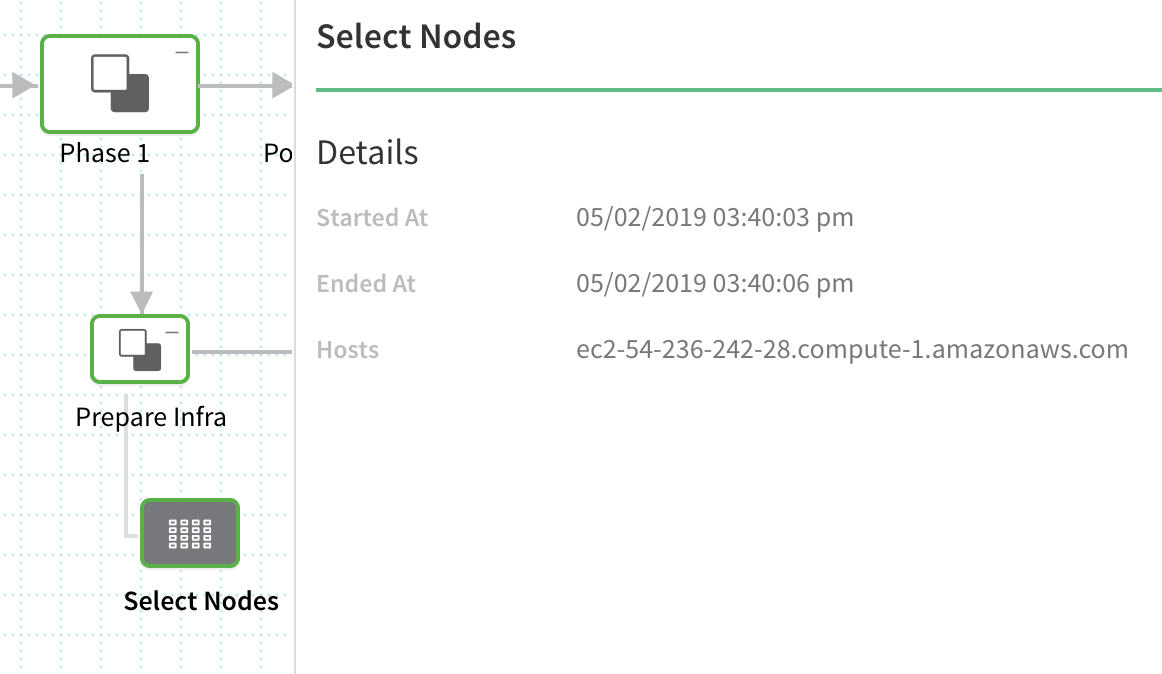 Phase 1
Po
Prepare Infra
Select Nodes
Select Nodes
Details
Started At 05/02/2019 03:40:03 pm
Ended At 05/02/2019 03:40:06 pm
Hosts ec2-54-236-242-28.compute-1.amazonaws.com